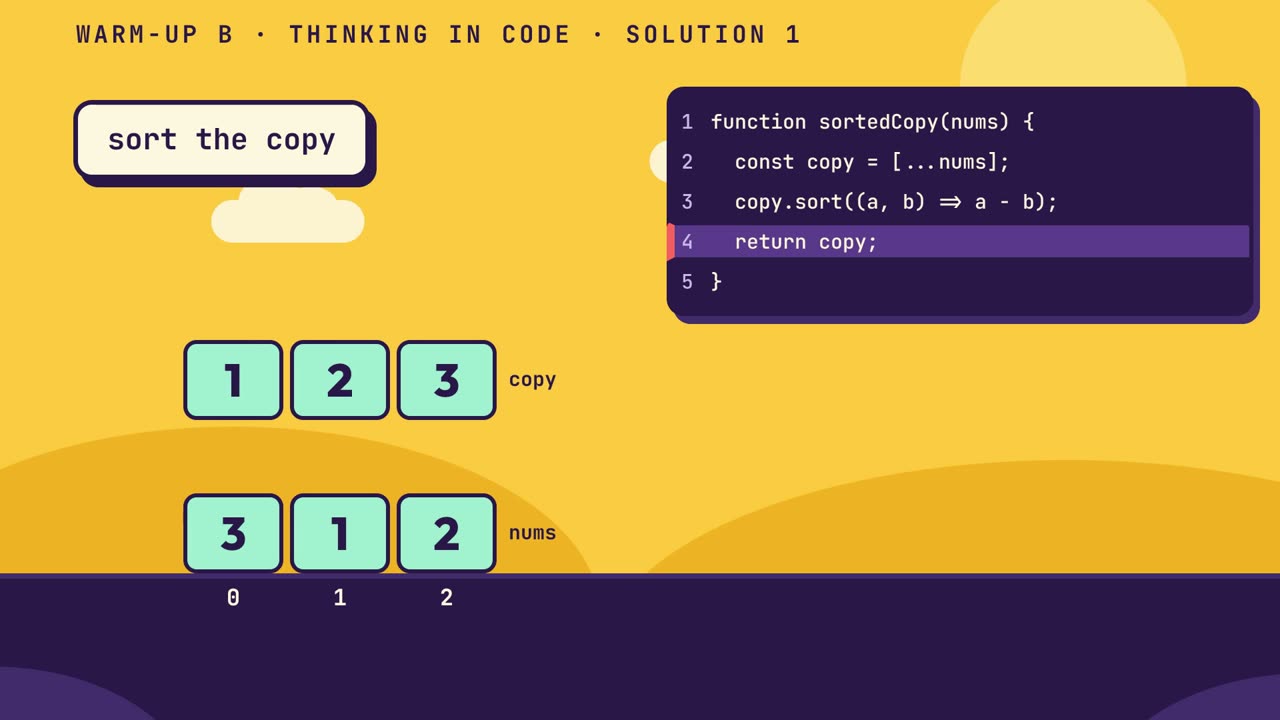 WARM-UP B · THINKING IN CODE · SOLUTION 1
sort the copy
1 function sortedCopy(nums) {
2 const copy = [...nums];
3 copy.sort((a, b) => a - b);
4 return copy;
5 }
1 2 3 copy
3 1 2 nums
0 1 2